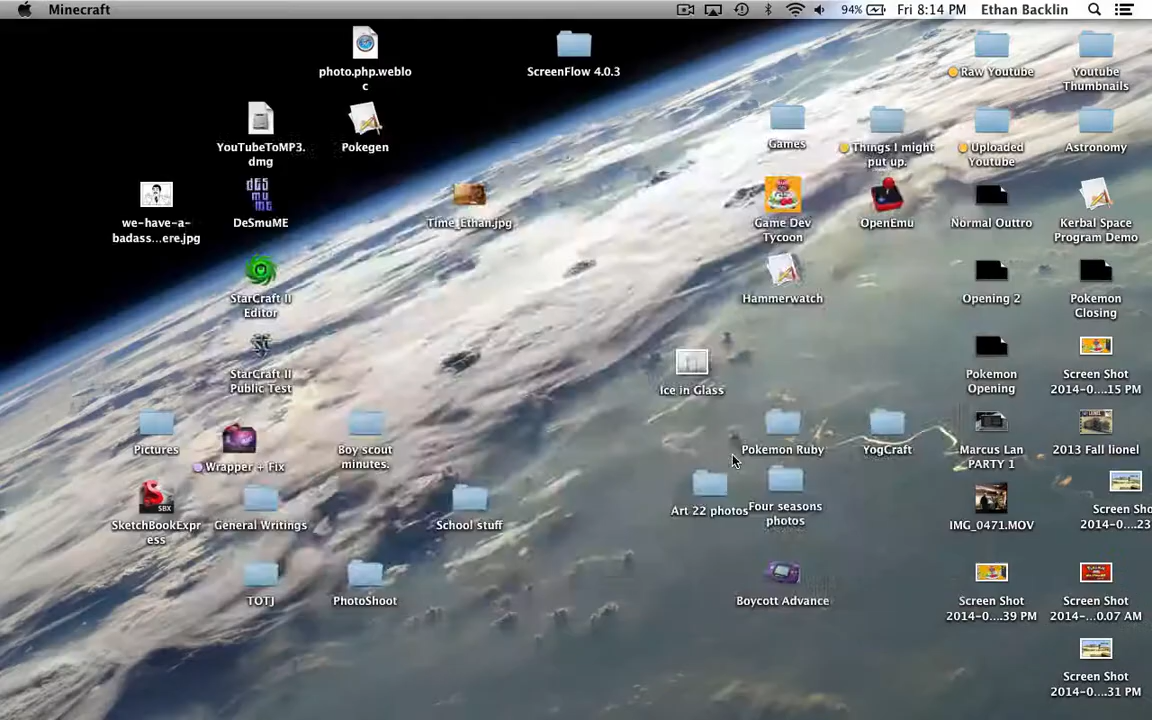 Minecraft
94%
Fri 8:14 PM
Ethan Backlin
photo.php.webloc
c
ScreenFlow 4.0.3
Raw Youtube
Youtube
Thumbnails
YouTubeToMP3.
dmg
Pokegen
Games
Things I might
put up.
Uploaded
Youtube
Astronomy
we-have-a-
badass...ere.jpg
DeSmuME
Time_Ethan.jpg
Game Dev
Tycoon
OpenEmu
Normal Outtro
Kerbal Space
Program Demo
StarCraft II
Editor
Hammerwatch
Opening 2
Pokemon
Closing
StarCraft II
Public Test
Ice in Glass
Pokemon
Opening
Screen Shot
2014-0....15 PM
Pictures
Wrapper + Fix
Boy scout
minutes.
Pokemon Ruby
YogCraft
Marcus Lan
PARTY 1
2013 Fall lionel
SketchBookExpr
ess
General Writings
School stuff
Art 22 photos
Four seasons
photos
IMG_0471.MOV
Screen Sho
2014-0....23
TOTJ
PhotoShoot
Boycott Advance
Screen Shot
2014-0....39 PM
Screen Shot
2014-0...0.07 AM
Screen Shot
2014-0....31 PM